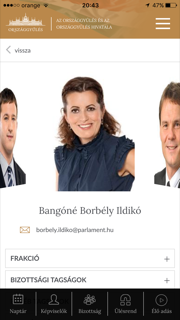 orange
20:43
47%
ORSZÁGGYŰLÉS
AZ ORSZÁGGYŰLÉS ÉS AZ
ORSZÁGGYŰLÉS HIVATALA
vissza
Bangóné Borbély Ildikó
borbely.ildiko@parlament.hu
FRAKCIÓ
BIZOTTSÁGI TAGSÁGOK
Naptár Képviselők Bizottság Ülésrend Élő adás